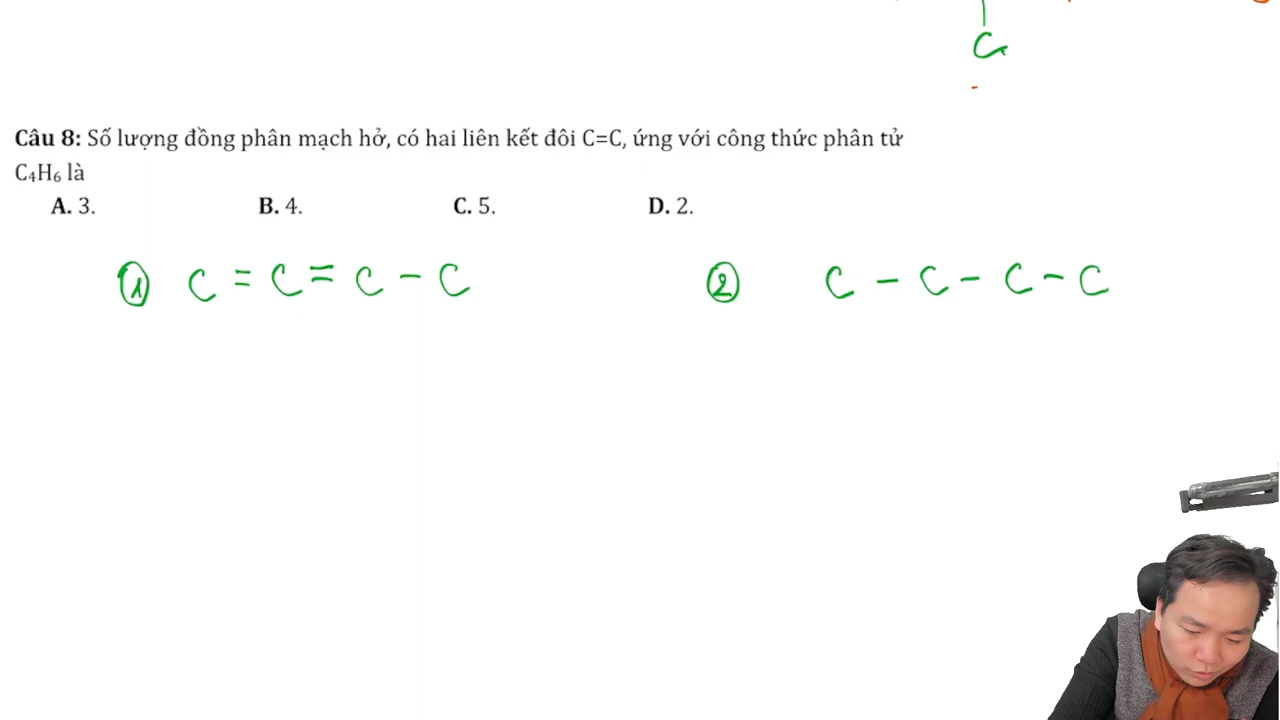 C
Câu 8: Số lượng đồng phân mạch hở, có hai liên kết đôi C=C, ứng với công thức phân tử
C₄H₆ là
A. 3. B. 4. C. 5. D. 2.
① C = C = C - C ② C - C - C - C